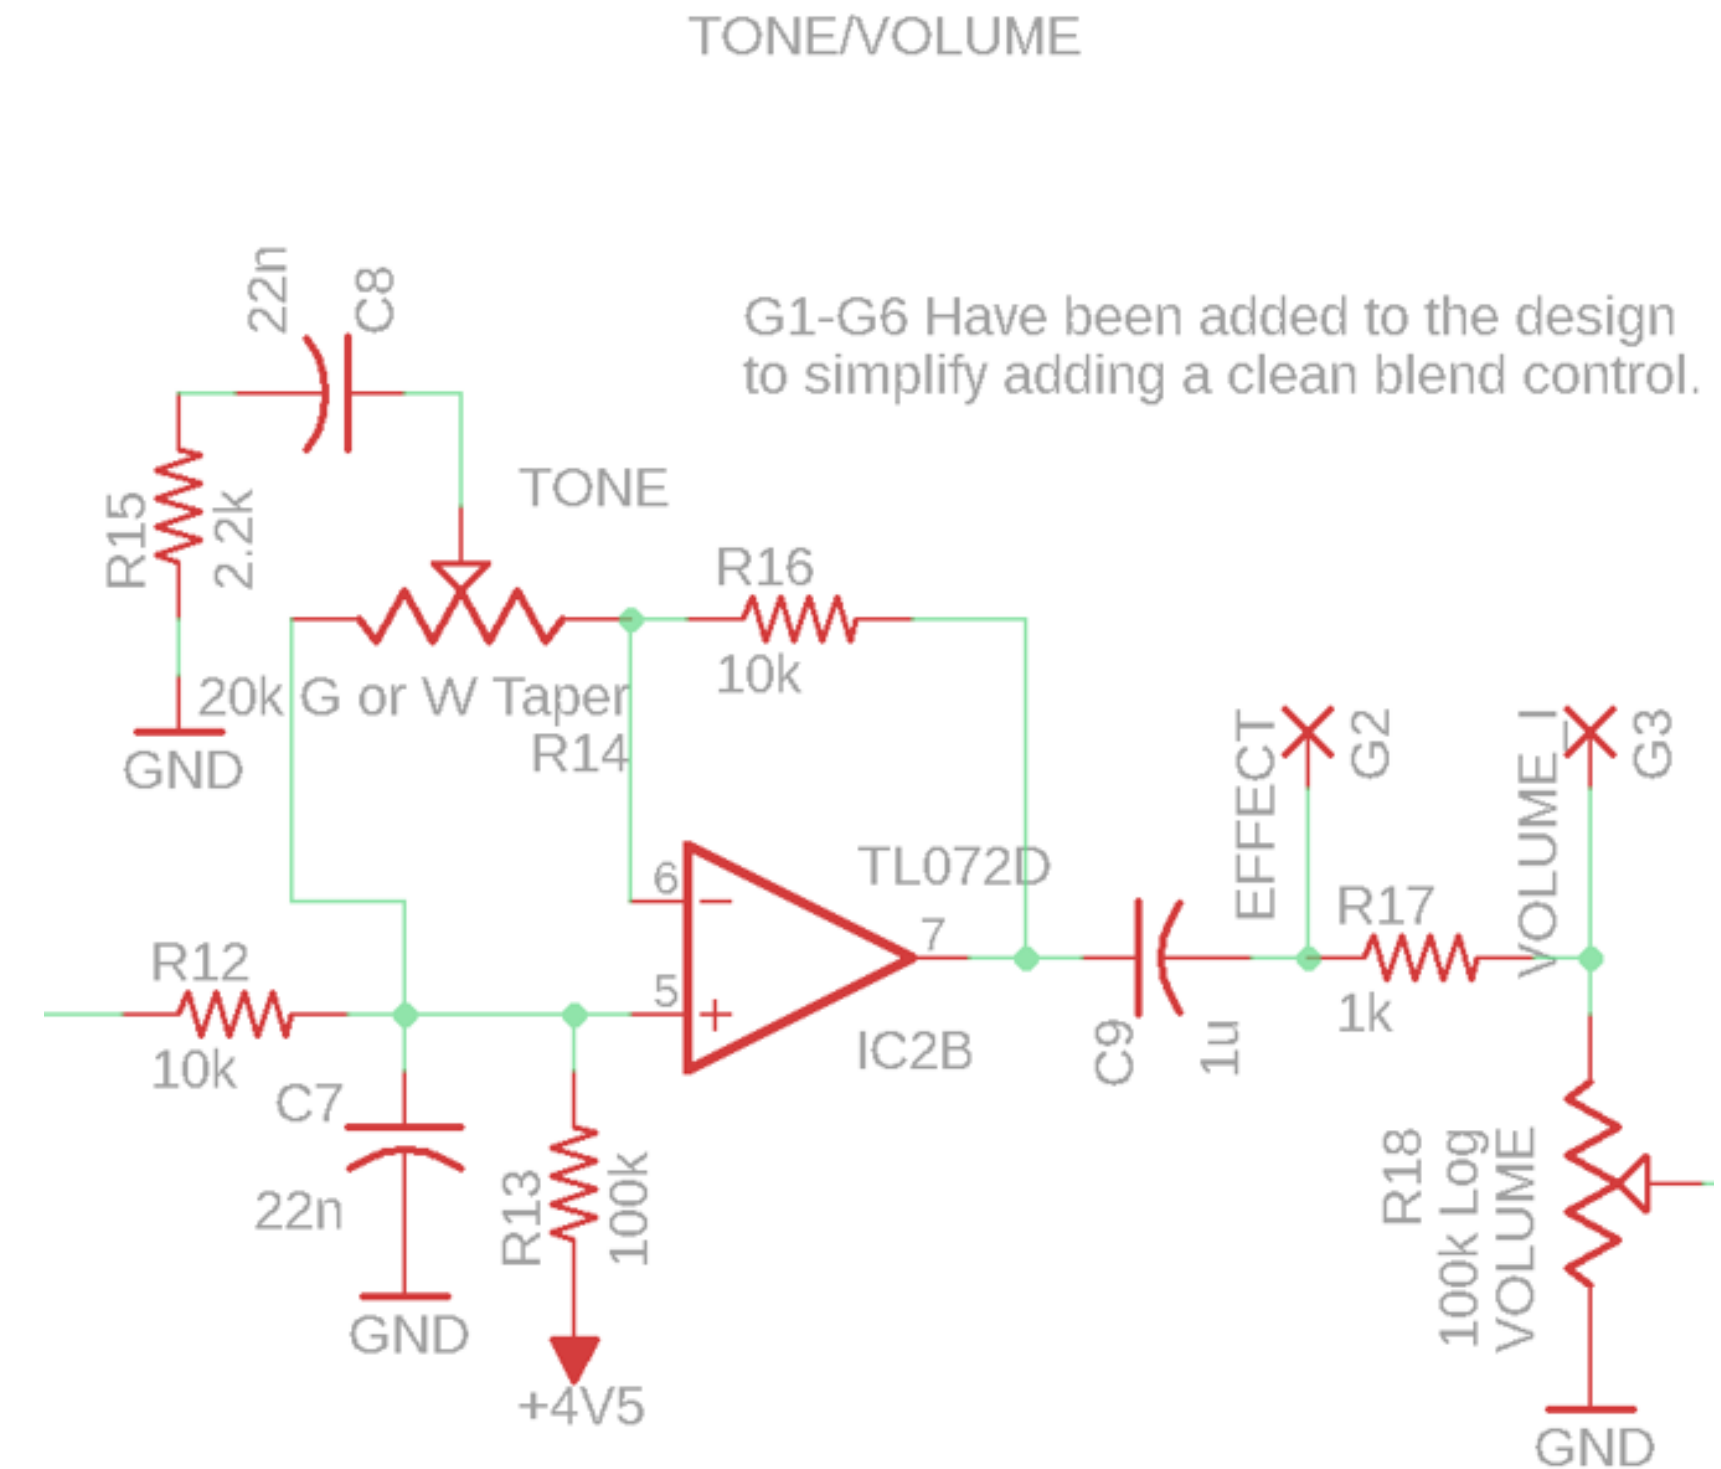 TONE/VOLUME
22n
C8
G1-G6 Have been added to the design
to simplify adding a clean blend control.
TONE
R15
2.2k
R16
10k
20k G or W Taper
R14
GND
EFFECT
G2
VOLUME_I
G3
6
TL072D
7
R17
1k
R12
10k
5
IC2B
C9
1u
C7
22n
R13
100k
R18
100k Log
VOLUME
GND
+4V5
GND